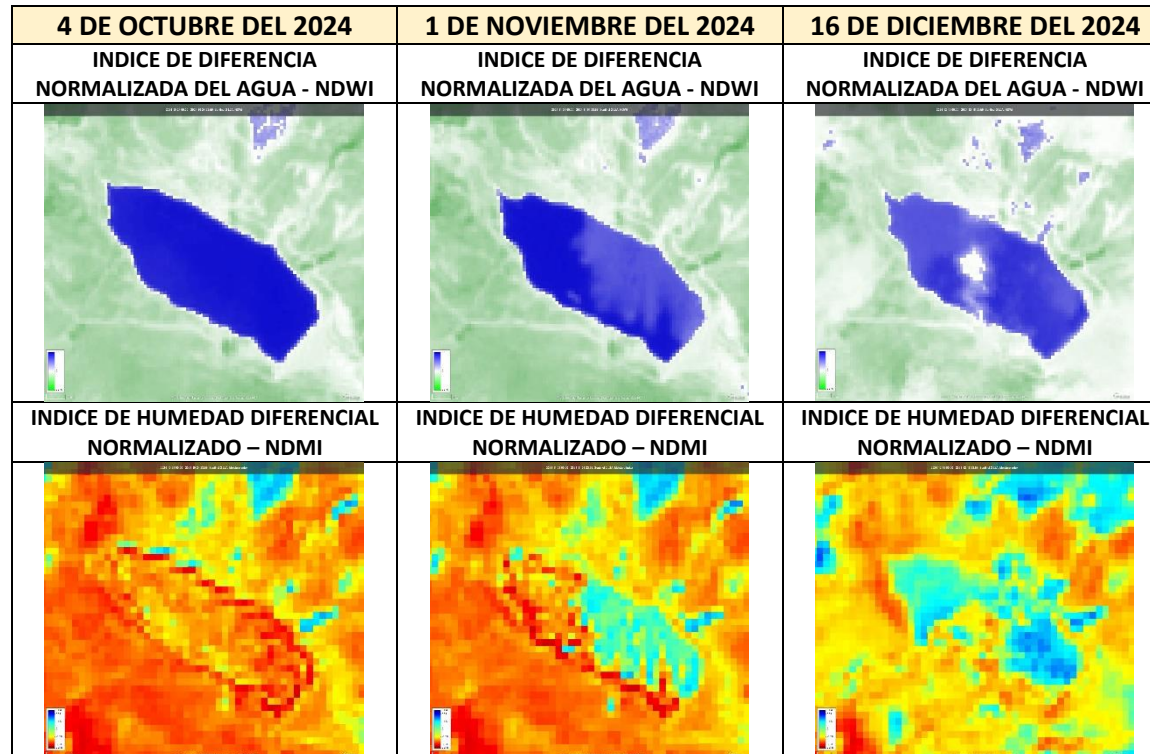 4 DE OCTUBRE DEL 2024
1 DE NOVIEMBRE DEL 2024
16 DE DICIEMBRE DEL 2024
INDICE DE DIFERENCIA
NORMALIZADA DEL AGUA - NDWI
INDICE DE DIFERENCIA
NORMALIZADA DEL AGUA - NDWI
INDICE DE DIFERENCIA
NORMALIZADA DEL AGUA - NDWI
INDICE DE HUMEDAD DIFERENCIAL
NORMALIZADO – NDMI
INDICE DE HUMEDAD DIFERENCIAL
NORMALIZADO – NDMI
INDICE DE HUMEDAD DIFERENCIAL
NORMALIZADO – NDMI